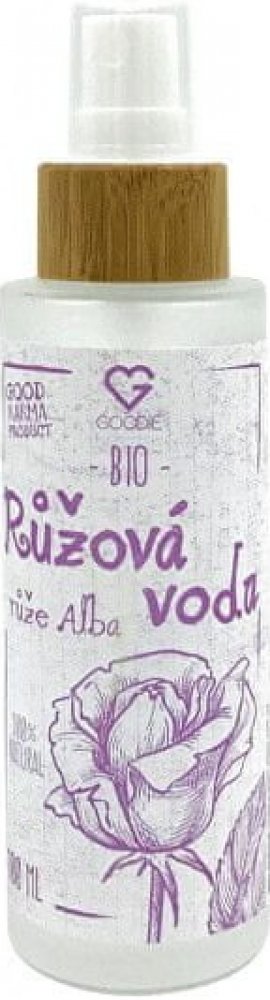 GOOD
KARMA
PRODUCT
GOODIE
- BIO -
Růžová
voda
růže Alba
100%
NATURAL
100 ML